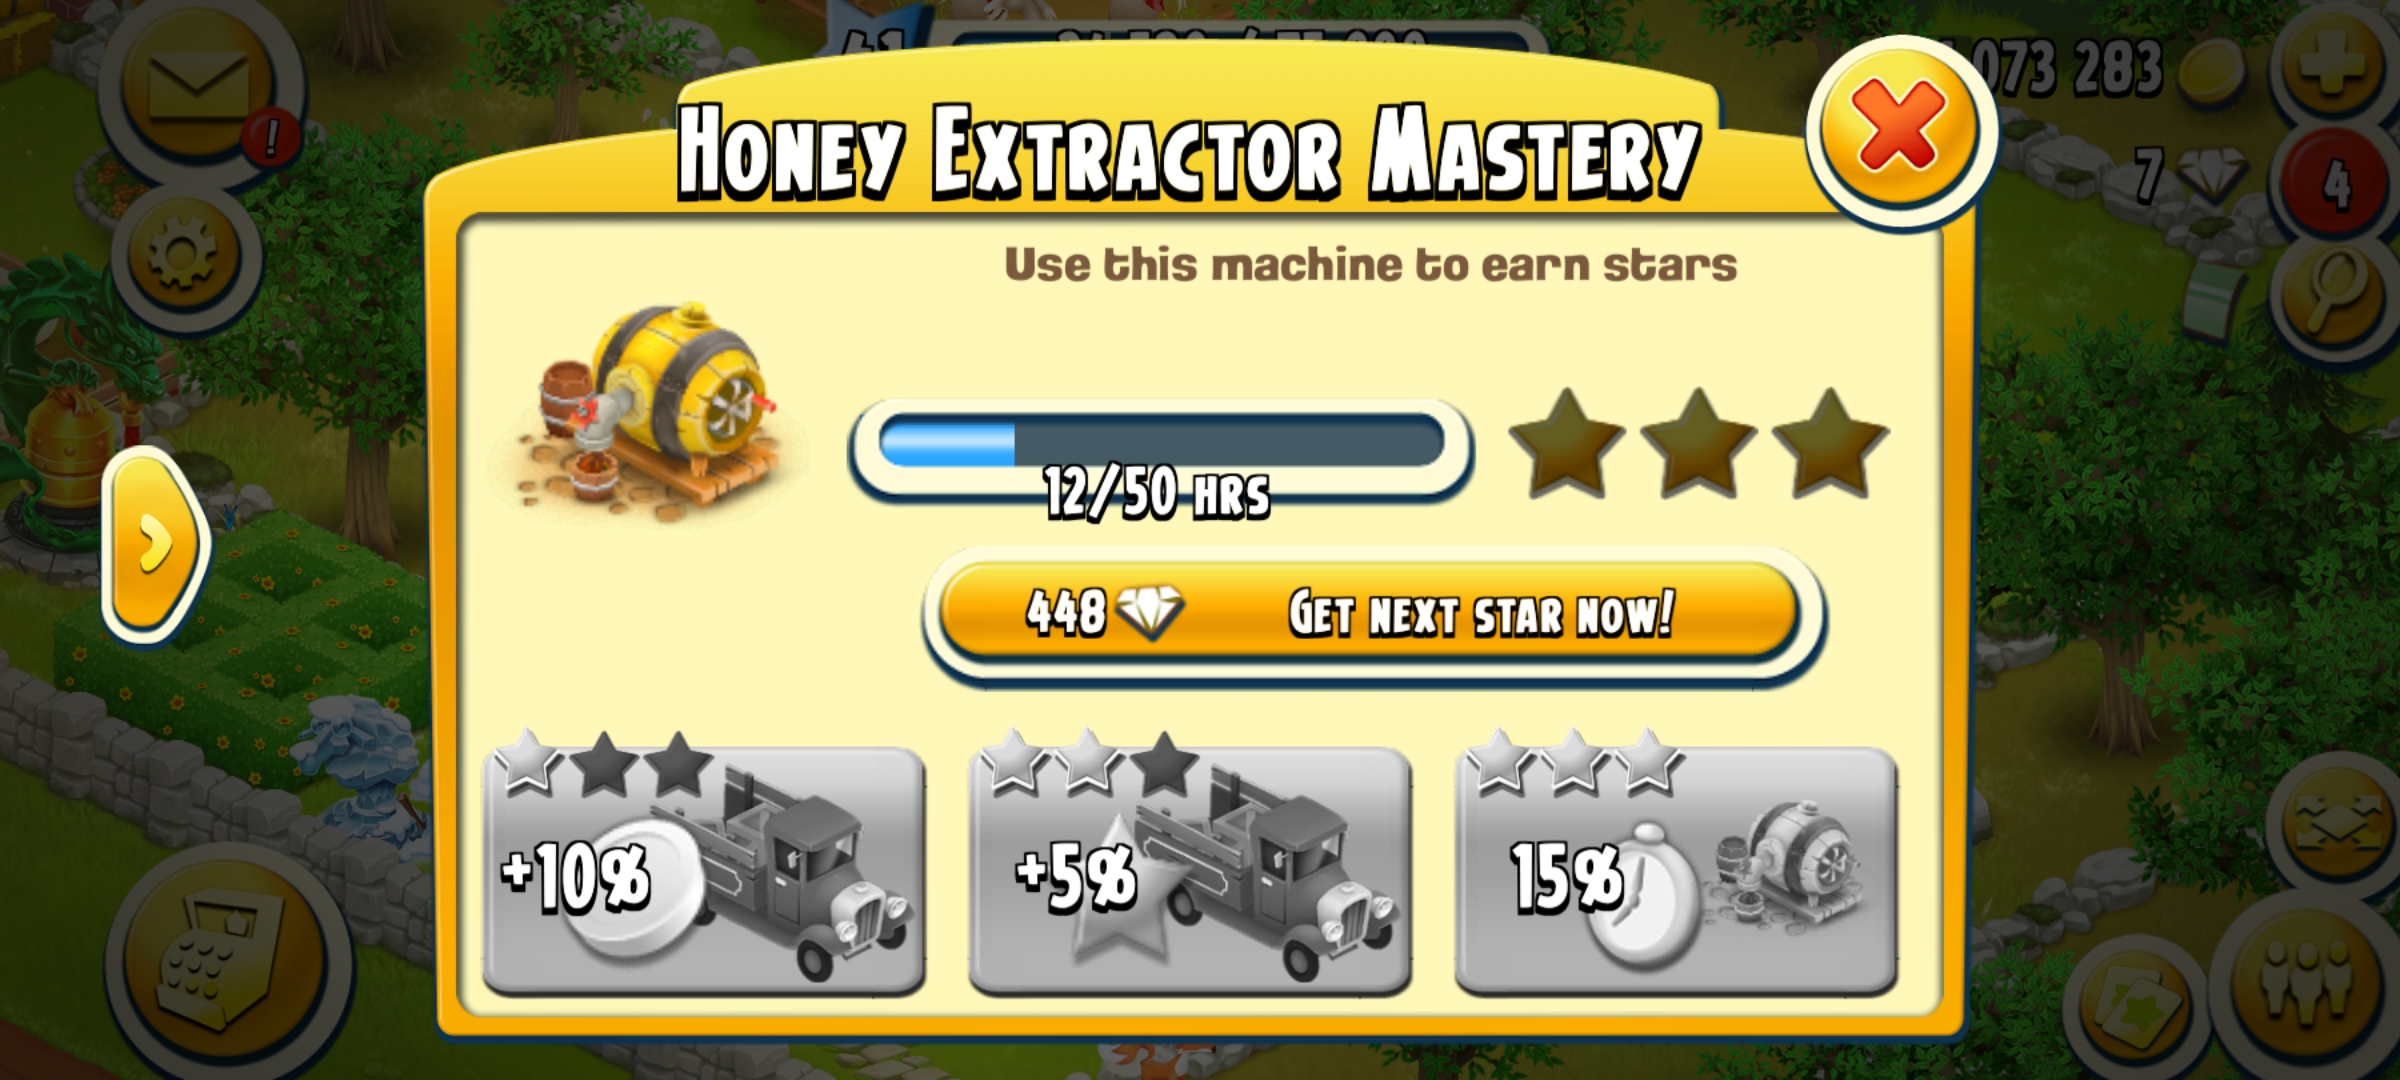 HONEY EXTRACTOR MASTERY
073 283
!
7
4
Use this machine to earn stars
12/50 HRS
448 GET NEXT STAR NOW!
+10%
+5%
15%